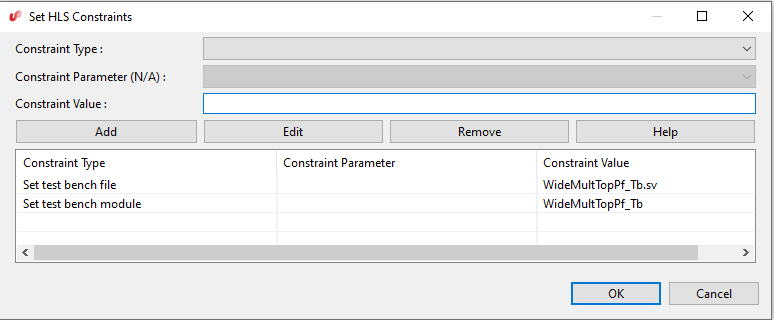 Set HLS Constraints
Constraint Type :
Constraint Parameter (N/A) :
Constraint Value :
Add Edit Remove Help
Constraint Type Constraint Parameter Constraint Value
Set test bench file WideMultTopPf_Tb.sv
Set test bench module WideMultTopPf_Tb
OK Cancel